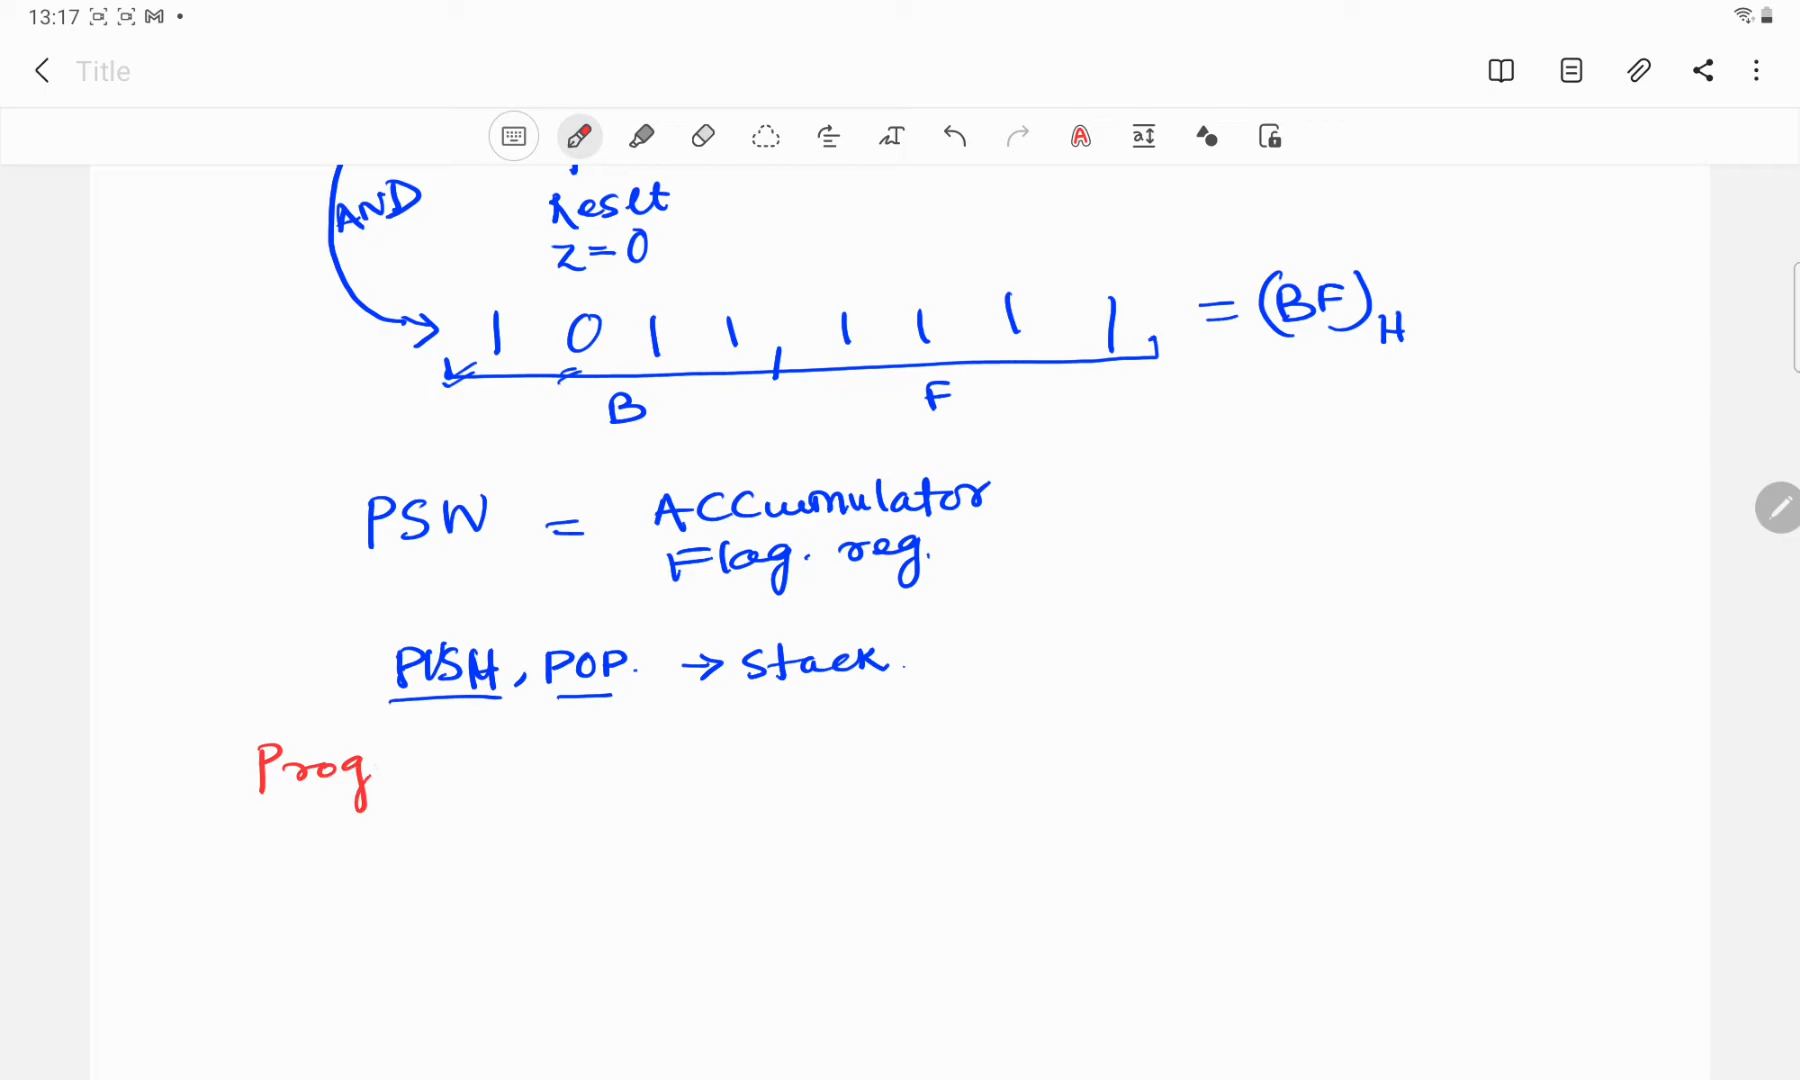 13:17
Title
AND
Reset
z=0
1 0 1 1 , 1 1 1 1 = (BF)H
B F
PSW = ACCumulator
Flag. reg.
PUSH, POP. → stack.
Prog